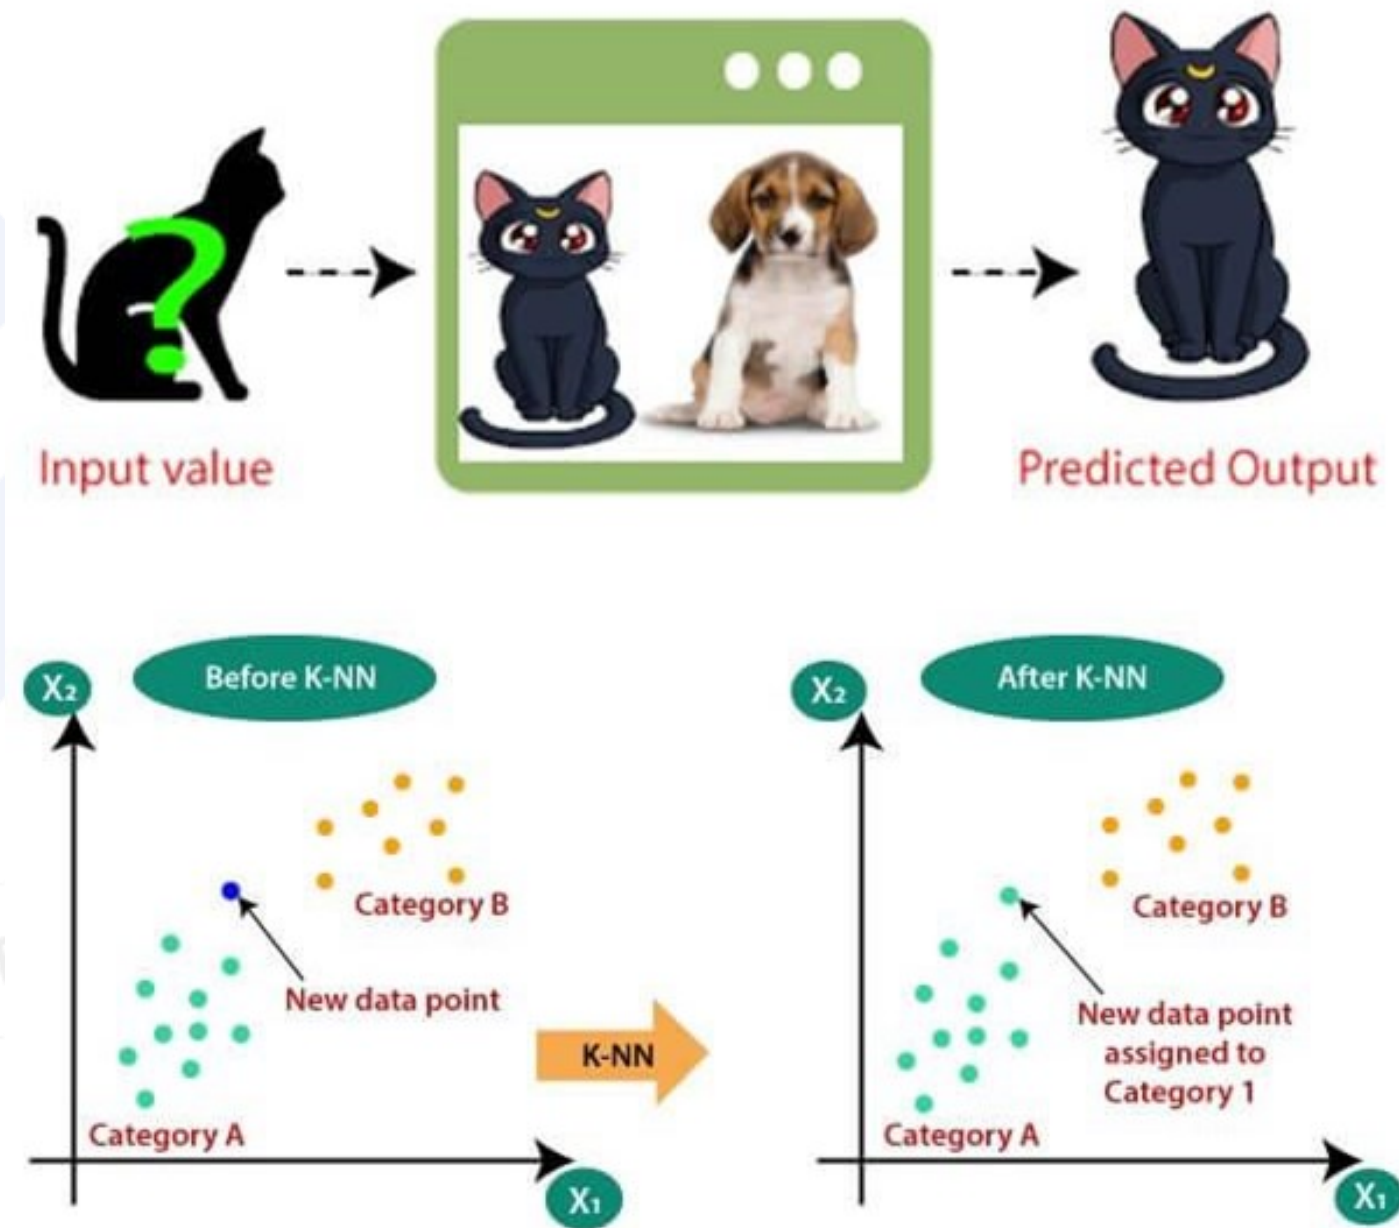 ?
Input value
Predicted Output
Before K-NN
After K-NN
X₂
X₂
Category B
Category B
New data point
New data point
assigned to
Category 1
K-NN
Category A
Category A
X₁
X₁